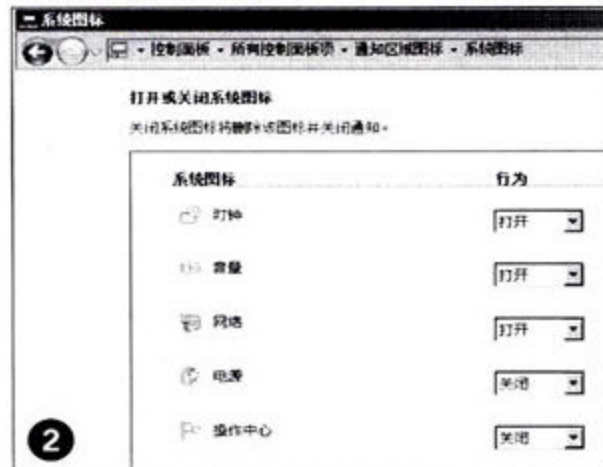 系统图标
控制面板 - 所有控制面板项 - 通知区域图标 - 系统图标
打开或关闭系统图标
关闭系统图标将删除该图标并关闭通知。
系统图标 行为
时钟 打开
音量 打开
网络 打开
电源 关闭
操作中心 关闭
2